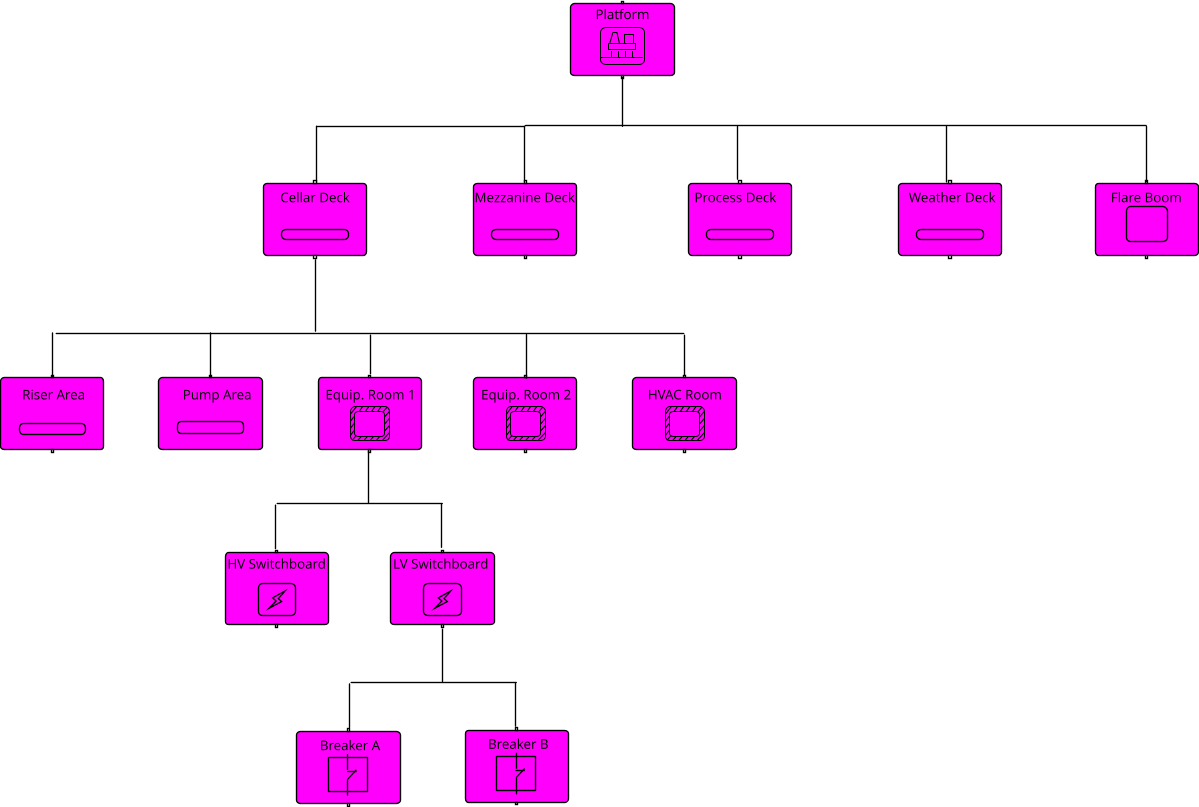 Platform
Cellar Deck
Mezzanine Deck
Process Deck
Weather Deck
Flare Boom
Riser Area
Pump Area
Equip. Room 1
Equip. Room 2
HVAC Room
HV Switchboard
LV Switchboard
Breaker A
Breaker B